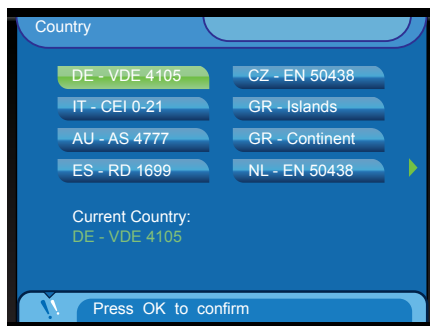 Country
DE - VDE 4105
CZ - EN 50438
IT - CEI 0-21
GR - Islands
AU - AS 4777
GR - Continent
ES - RD 1699
NL - EN 50438
Current Country:
DE - VDE 4105
Press OK to confirm